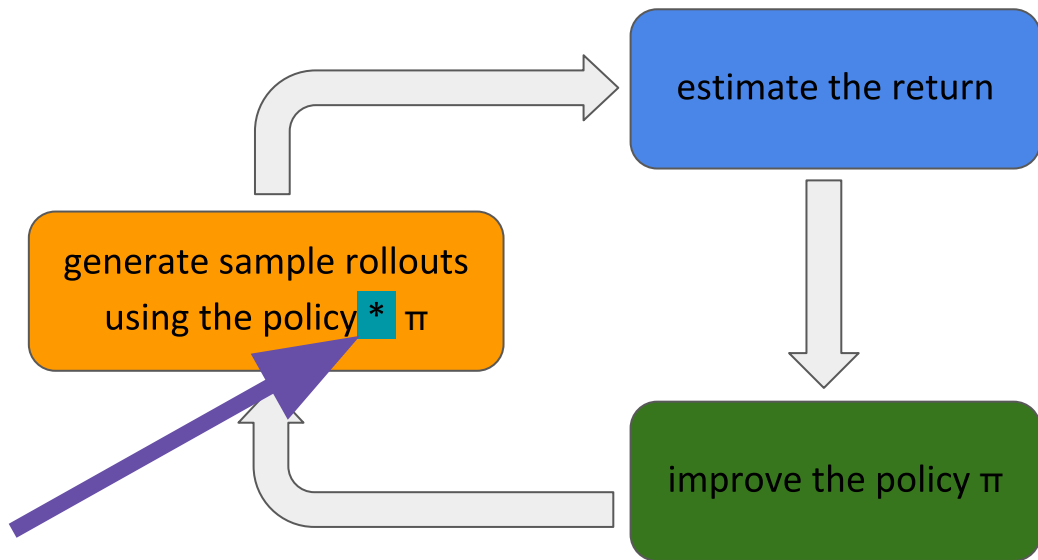 estimate the return
generate sample rollouts
using the policy * π
improve the policy π